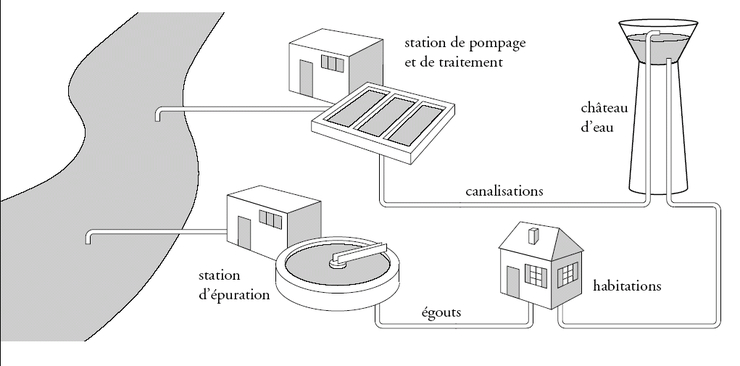 station de pompage
et de traitement
château
d'eau
canalisations
station
d'épuration
habitations
égouts